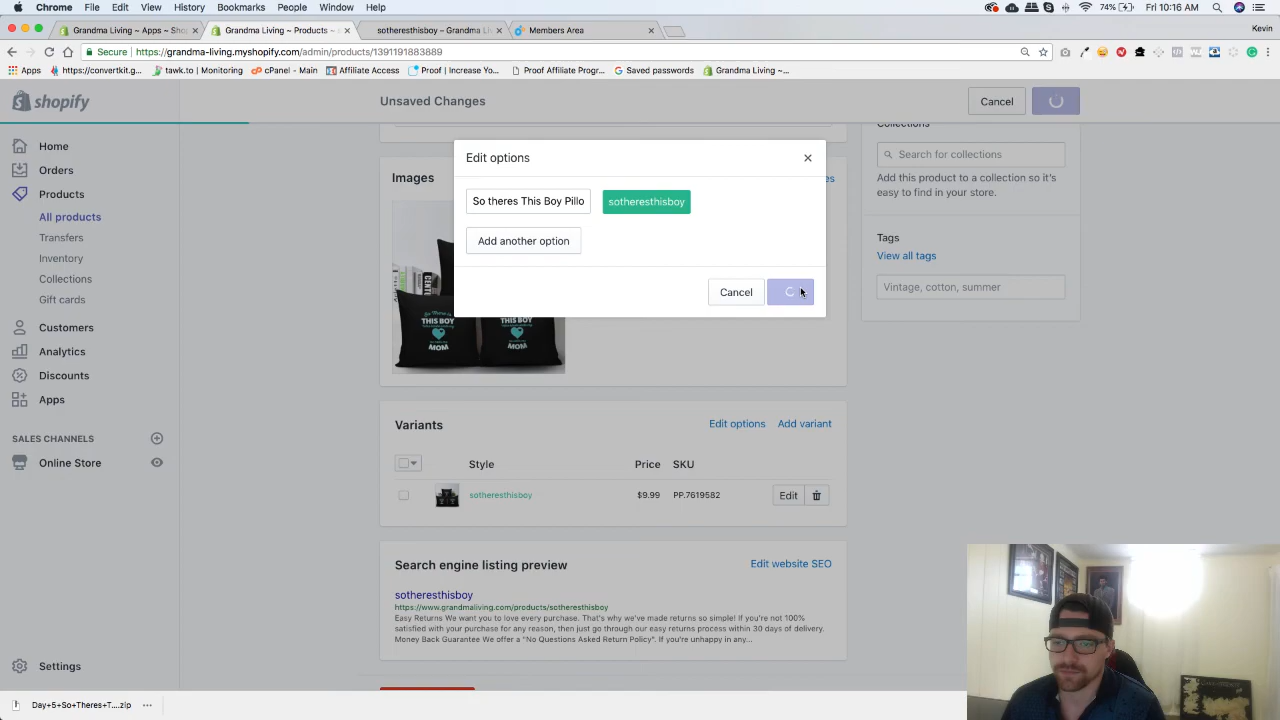 Chrome File Edit View History Bookmarks People Window Help 74% Fri 10:16 AM
Grandma Living ~ Apps ~ Shop × Grandma Living ~ Products ~ × sotheresthisboy – Grandma Liv × Members Area × Kevin
Secure https://grandma-living.myshopify.com/admin/products/1391191883889
Apps https://convertkit.c... tawk.to | Monitoring cPanel - Main Affiliate Access Proof | Increase Yo... Proof Affiliate Progr... Saved passwords Grandma Living ~...
shopify
Unsaved Changes
Cancel
Home
Orders
Products
All products
Transfers
Inventory
Collections
Gift cards
Customers
Analytics
Discounts
Apps
SALES CHANNELS
Online Store
Settings
Edit options ×
So theres This Boy Pillo sotheresthisboy
Add another option
Cancel
Images
THIS BOY
MOM
THIS BOY
MOM
Collections
Search for collections
Add this product to a collection so it's
easy to find in your store.
Tags
View all tags
Vintage, cotton, summer
Variants Edit options Add variant
Style Price SKU
sotheresthisboy $9.99 PP.7619582 Edit
Search engine listing preview Edit website SEO
sotheresthisboy
https://www.grandmaliving.com/products/sotheresthisboy
Easy Returns We want you to love every purchase. That's why we've made returns so simple! If you're not 100%
satisfied with your purchase for any reason, then just go through our easy returns process within 30 days of delivery.
Money Back Guarantee We offer a "No Questions Asked Return Policy". If you're unhappy in any...
Day+5+So+Theres+T....zip